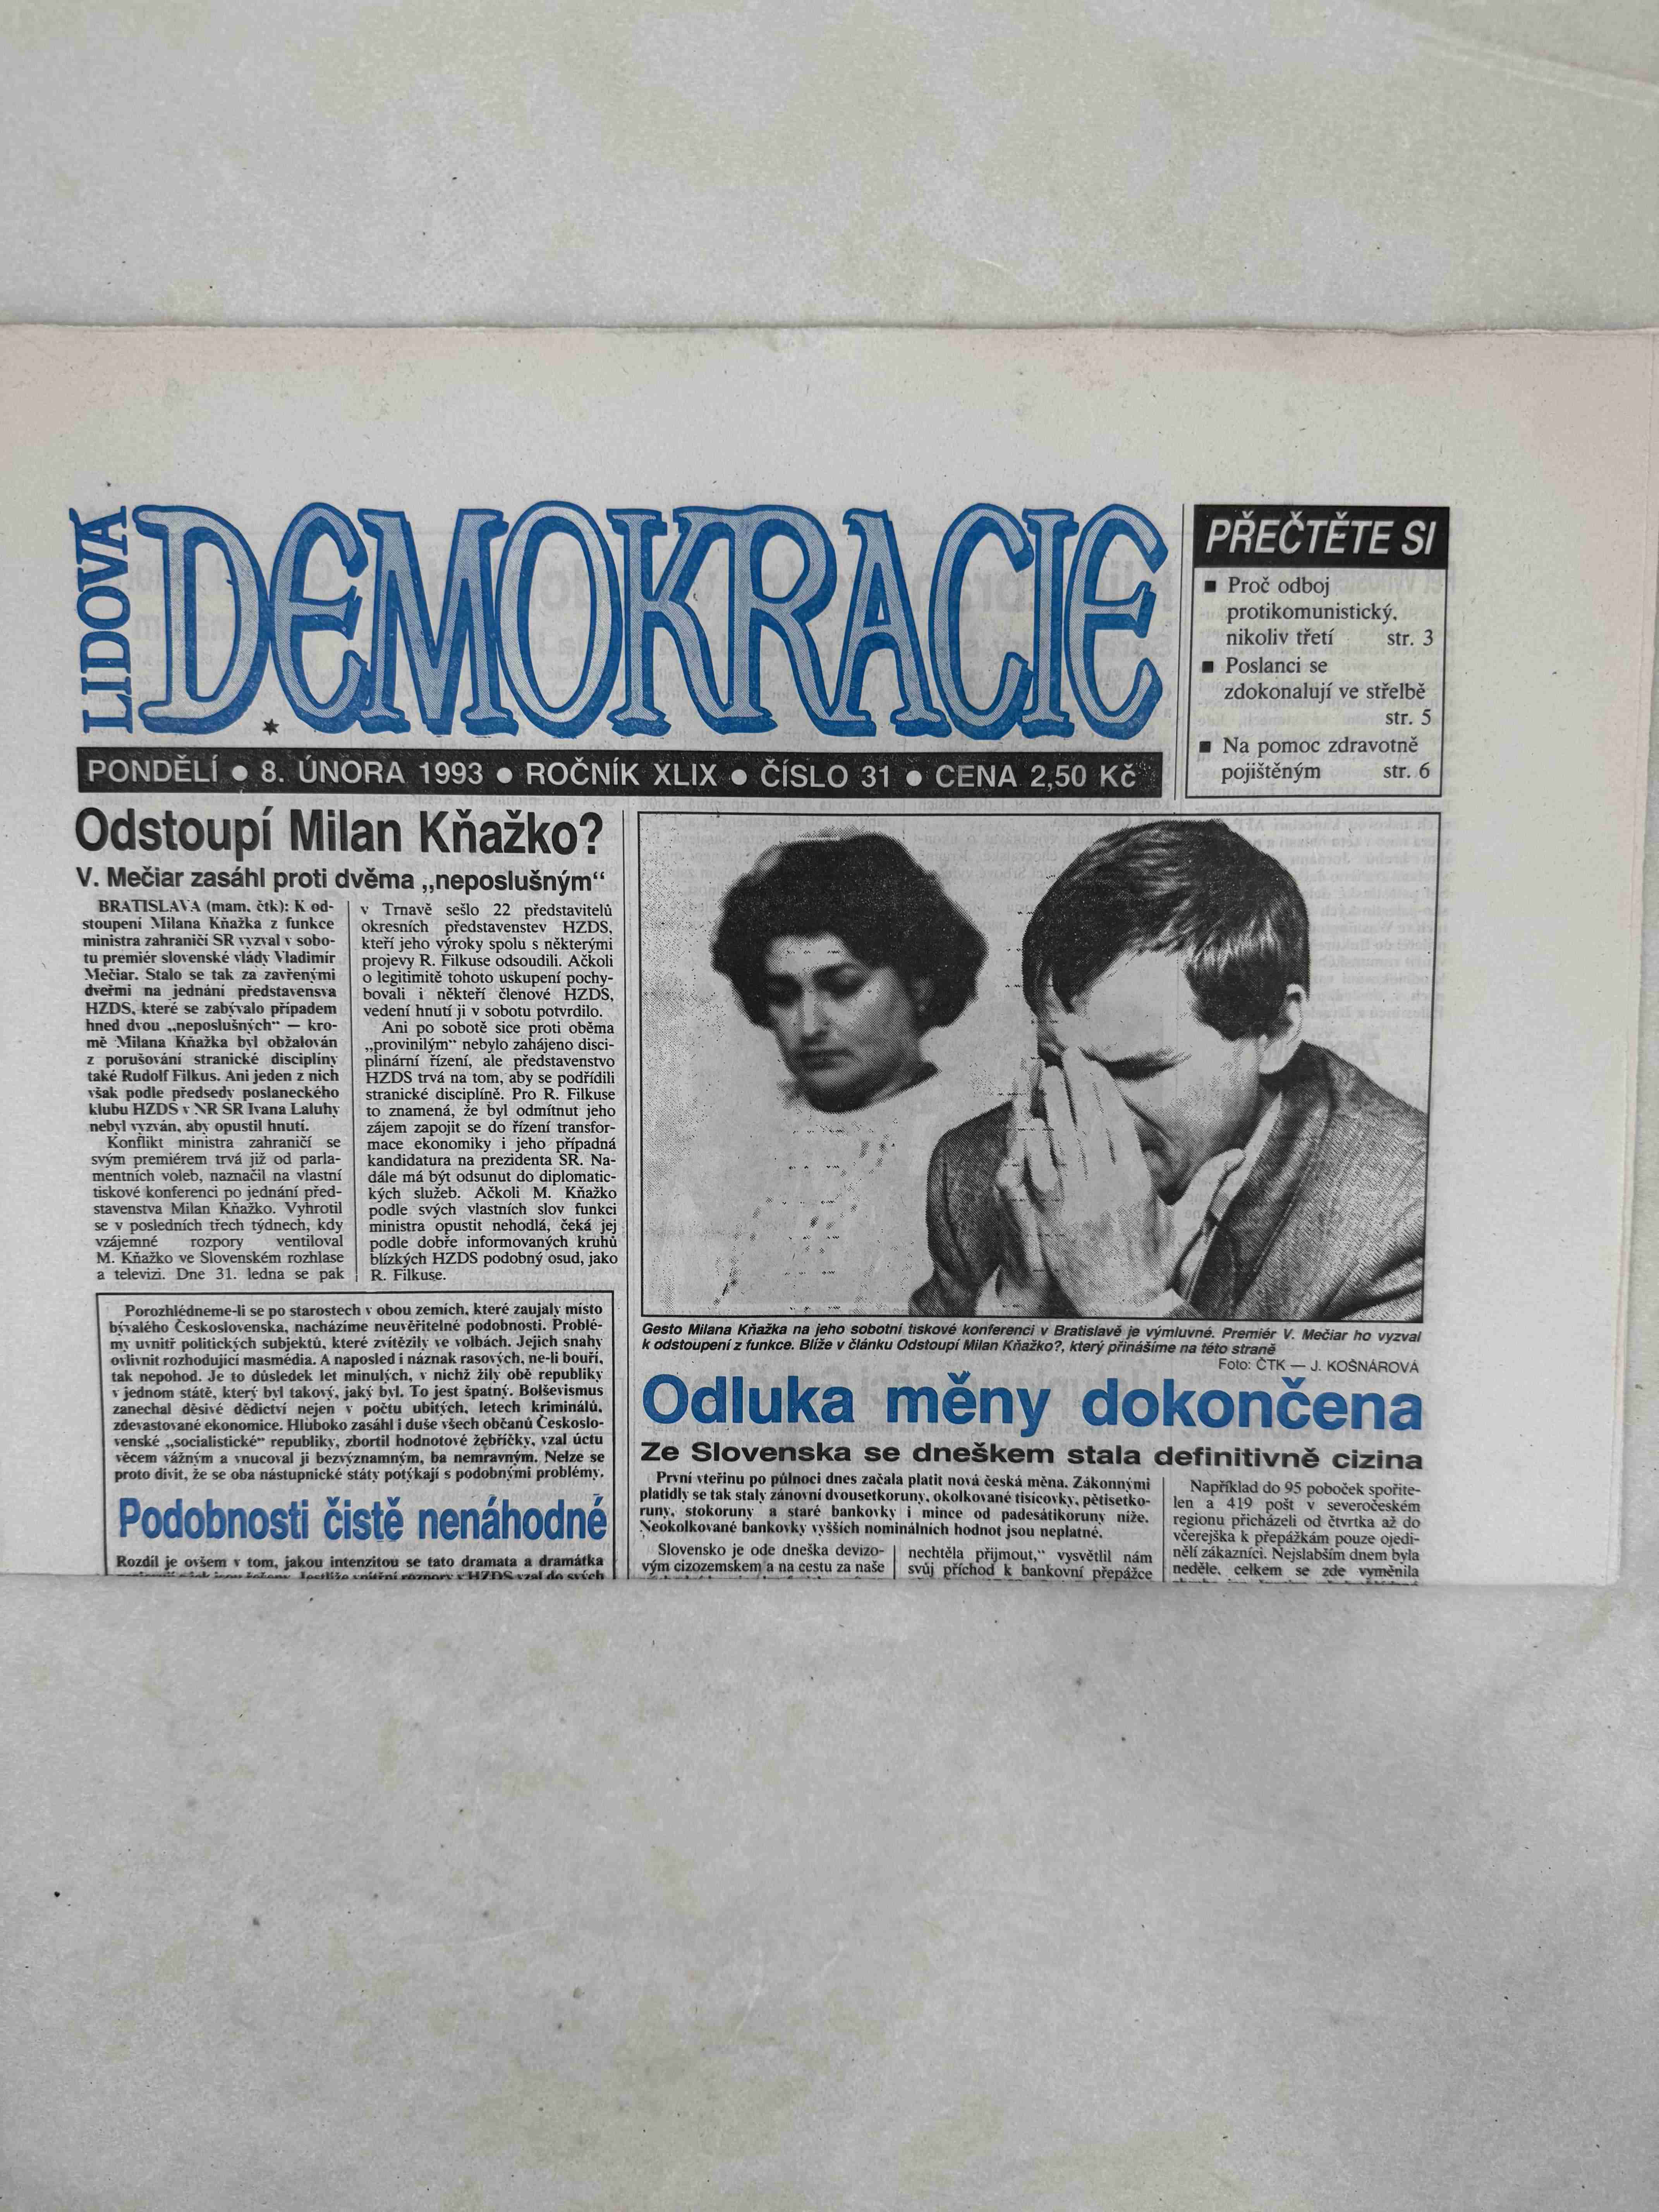 LIDOVÁ
DEMOKRACIE
PONDĚLÍ ● 8. ÚNORA 1993 ● ROČNÍK XLIX ● ČÍSLO 31 ● CENA 2,50 Kč
PŘEČTĚTE SI
■ Proč odboj
protikomunistický,
nikoliv třetí str. 3
■ Poslanci se
zdokonalují ve střelbě
str. 5
■ Na pomoc zdravotně
pojištěným str. 6
Odstoupí Milan Kňažko?
V. Mečiar zasáhl proti dvěma „neposlušným“
BRATISLAVA (mam, čtk): K od-
stoupení Milana Kňažka z funkce
ministra zahraničí SR vyzval v sobo-
tu premiér slovenské vlády Vladimír
Mečiar. Stalo se tak za zavřenými
dveřmi na jednání představensva
HZDS, které se zabývalo případem
hned dvou „neposlušných“ — kro-
mě Milana Kňažka byl obžalován
z porušování stranické disciplíny
také Rudolf Filkus. Ani jeden z nich
však podle předsedy poslaneckého
klubu HZDS v NR SR Ivana Laluhy
nebyl vyzván, aby opustil hnutí.
Konflikt ministra zahraničí se
svým premiérem trvá již od parla-
mentních voleb, naznačil na vlastní
tiskové konferenci po jednání před-
stavenstva Milan Kňažko. Vyhrotil
se v posledních třech týdnech, kdy
vzájemné rozpory ventiloval
M. Kňažko ve Slovenském rozhlase
a televizi. Dne 31. ledna se pak
v Trnavě sešlo 22 představitelů
okresních představenstev HZDS,
kteří jeho výroky spolu s některými
projevy R. Filkuse odsoudili. Ačkoli
o legitimitě tohoto uskupení pochy-
bovali i někteří členové HZDS,
vedení hnutí ji v sobotu potvrdilo.
Ani po sobotě sice proti oběma
„provinilým“ nebylo zahájeno disci-
plinární řízení, ale představenstvo
HZDS trvá na tom, aby se podřídili
stranické disciplíně. Pro R. Filkuse
to znamená, že byl odmítnut jeho
zájem zapojit se do řízení transfor-
mace ekonomiky i jeho případná
kandidatura na prezidenta SR. Na-
dále má být odsunut do diplomatic-
kých služeb. Ačkoli M. Kňažko
podle svých vlastních slov funkci
ministra opustit nehodlá, čeká jej
podle dobře informovaných kruhů
blízkých HZDS podobný osud, jako
R. Filkuse.
Gesto Milana Kňažka na jeho sobotní tiskové konferenci v Bratislavě je výmluvné. Premiér V. Mečiar ho vyzval
k odstoupení z funkce. Blíže v článku Odstoupí Milan Kňažko?, který přinášíme na této straně
Foto: ČTK — J. KOŠNÁROVÁ
Porozhlédneme-li se po starostech v obou zemích, které zaujaly místo
bývalého Československa, nacházíme neuvěřitelné podobnosti. Problé-
my uvnitř politických subjektů, které zvítězily ve volbách. Jejich snahy
ovlivnit rozhodující masmédia. A naposled i náznak rasových, ne-li bouří,
tak nepohod. Je to důsledek let minulých, v nichž žily obě republiky
v jednom státě, který byl takový, jaký byl. To jest špatný. Bolševismus
zanechal děsivé dědictví nejen v počtu ubitých, letech kriminálů,
zdevastované ekonomice. Hluboko zasáhl i duše všech občanů Českoslo-
venské „socialistické“ republiky, zbortil hodnotové žebříčky, vzal úctu
věcem vážným a vnucoval ji bezvýznamným, ba nemravným. Nelze se
proto divit, že se oba nástupnické státy potýkají s podobnými problémy.
Podobnosti čistě nenáhodné
Rozdíl je ovšem v tom, jakou intenzitou se tato dramata a dramátka
Jestliže vnitřní rozpory v HZDS vzal do svých
Odluka měny dokončena
Ze Slovenska se dneškem stala definitivně cizina
První vteřinu po půlnoci dnes začala platit nová česká měna. Zákonnými
platidly se tak staly zánovní dvousetkoruny, okolkované tisícovky, pětisetko-
runy, stokoruny a staré bankovky i mince od padesátikoruny níže.
Neokolkované bankovky vyšších nominálních hodnot jsou neplatné.
Slovensko je ode dneška devizo-
vým cizozemskem a na cestu za naše
nechtěla přijmout,“ vysvětlil nám
svůj příchod k bankovní přepážce
Například do 95 poboček spořite-
len a 419 pošt v severočeském
regionu přicházeli od čtvrtka až do
včerejška k přepážkám pouze ojedi-
nělí zákazníci. Nejslabším dnem byla
neděle, celkem se zde vyměnila